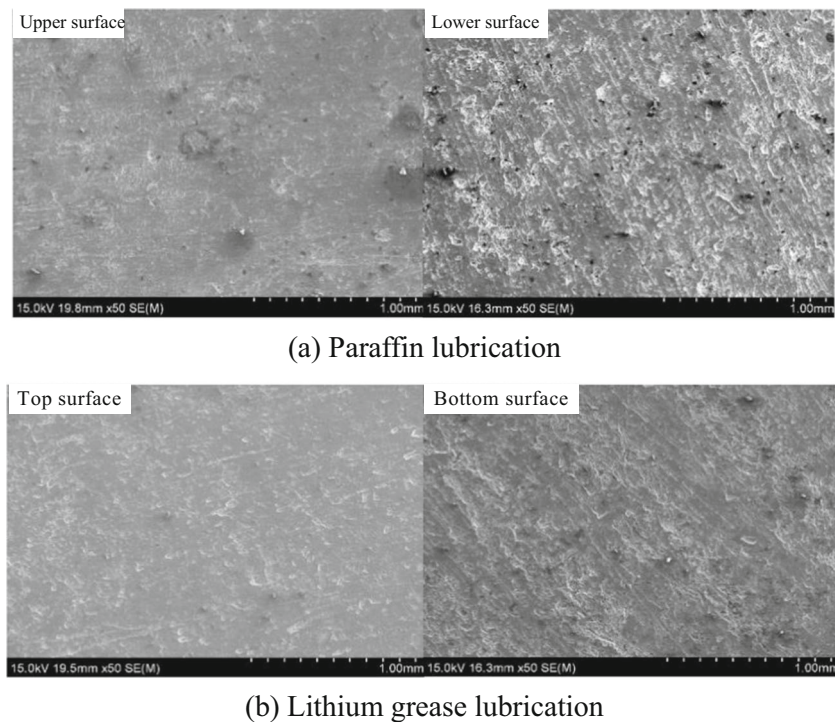 Upper surface
Lower surface
15.0kV 19.8mm x50 SE(M)
1.00mm
15.0kV 16.3mm x50 SE(M)
1.00mm
(a) Paraffin lubrication
Top surface
Bottom surface
15.0kV 19.5mm x50 SE(M)
1.00mm
15.0kV 16.3mm x50 SE(M)
1.00mm
(b) Lithium grease lubrication